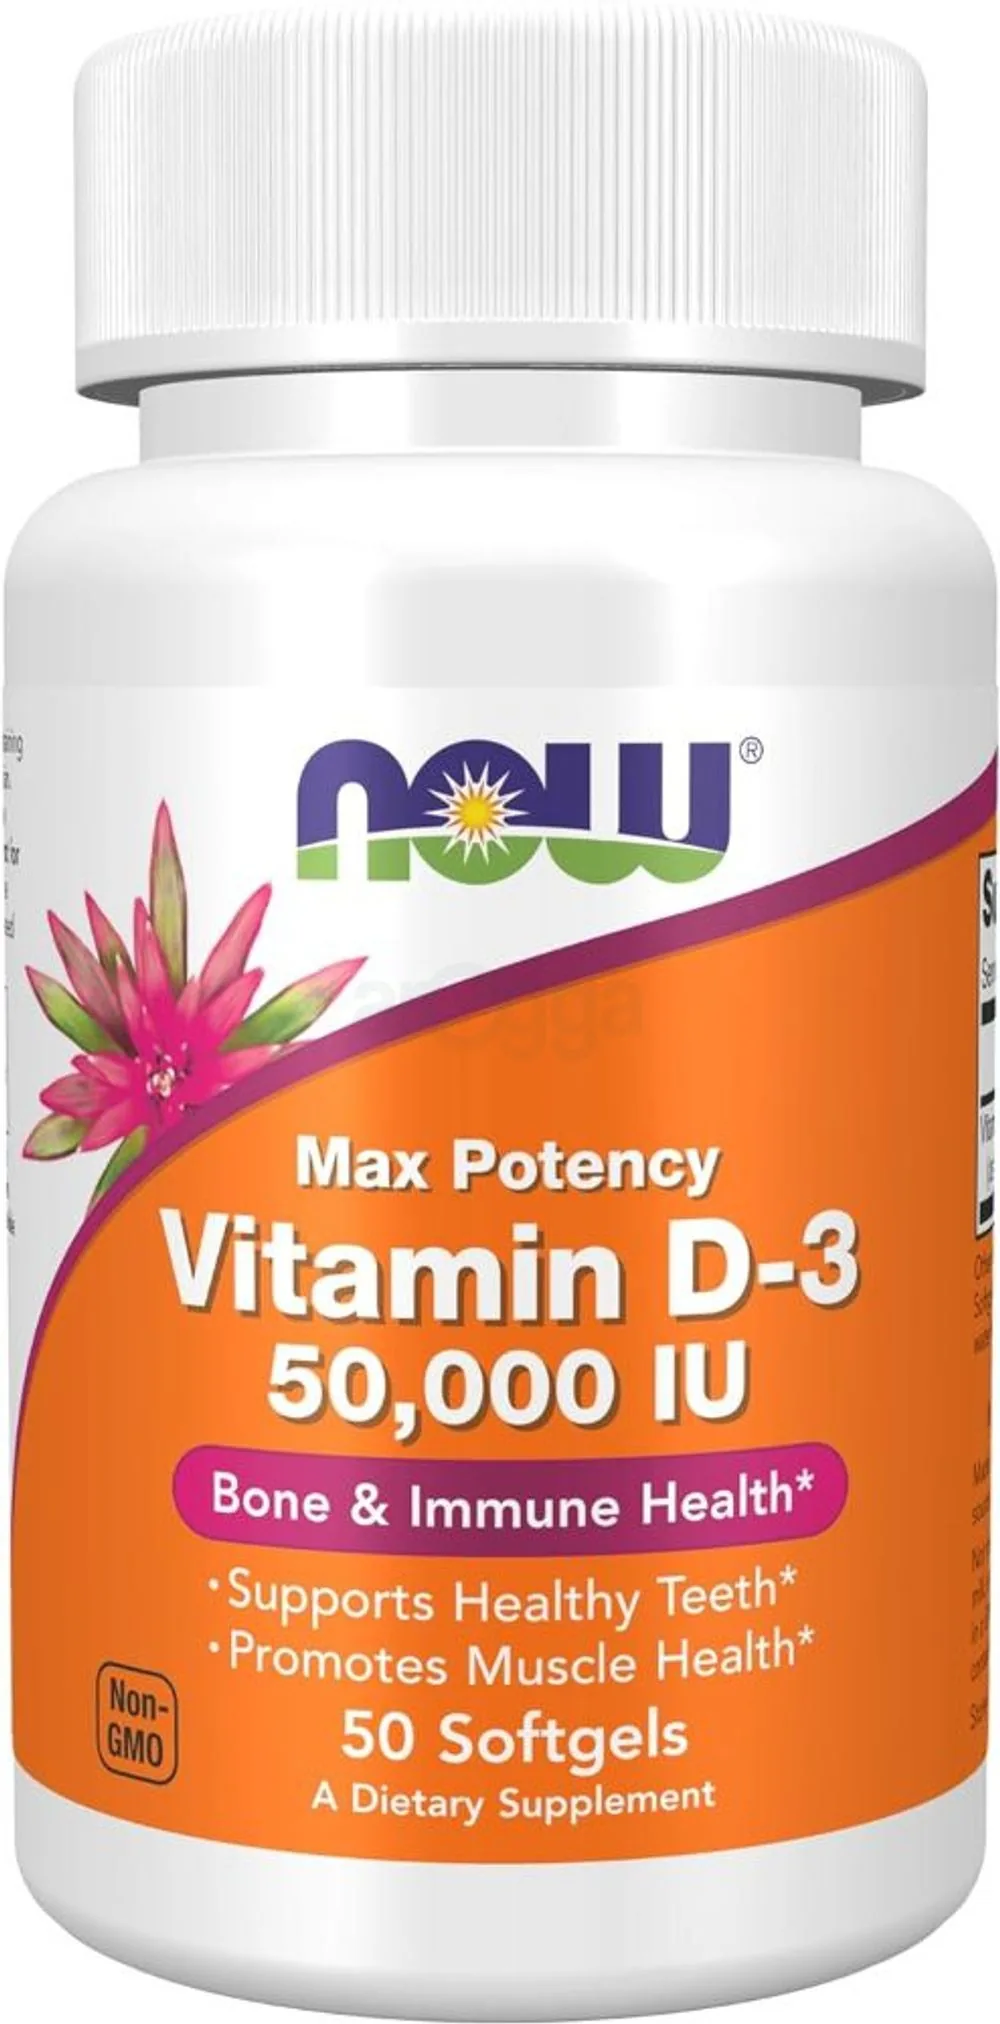 now®
Max Potency
Vitamin D-3
50,000 IU
Bone & Immune Health*
•Supports Healthy Teeth*
•Promotes Muscle Health*
Non-
GMO
50 Softgels
A Dietary Supplement